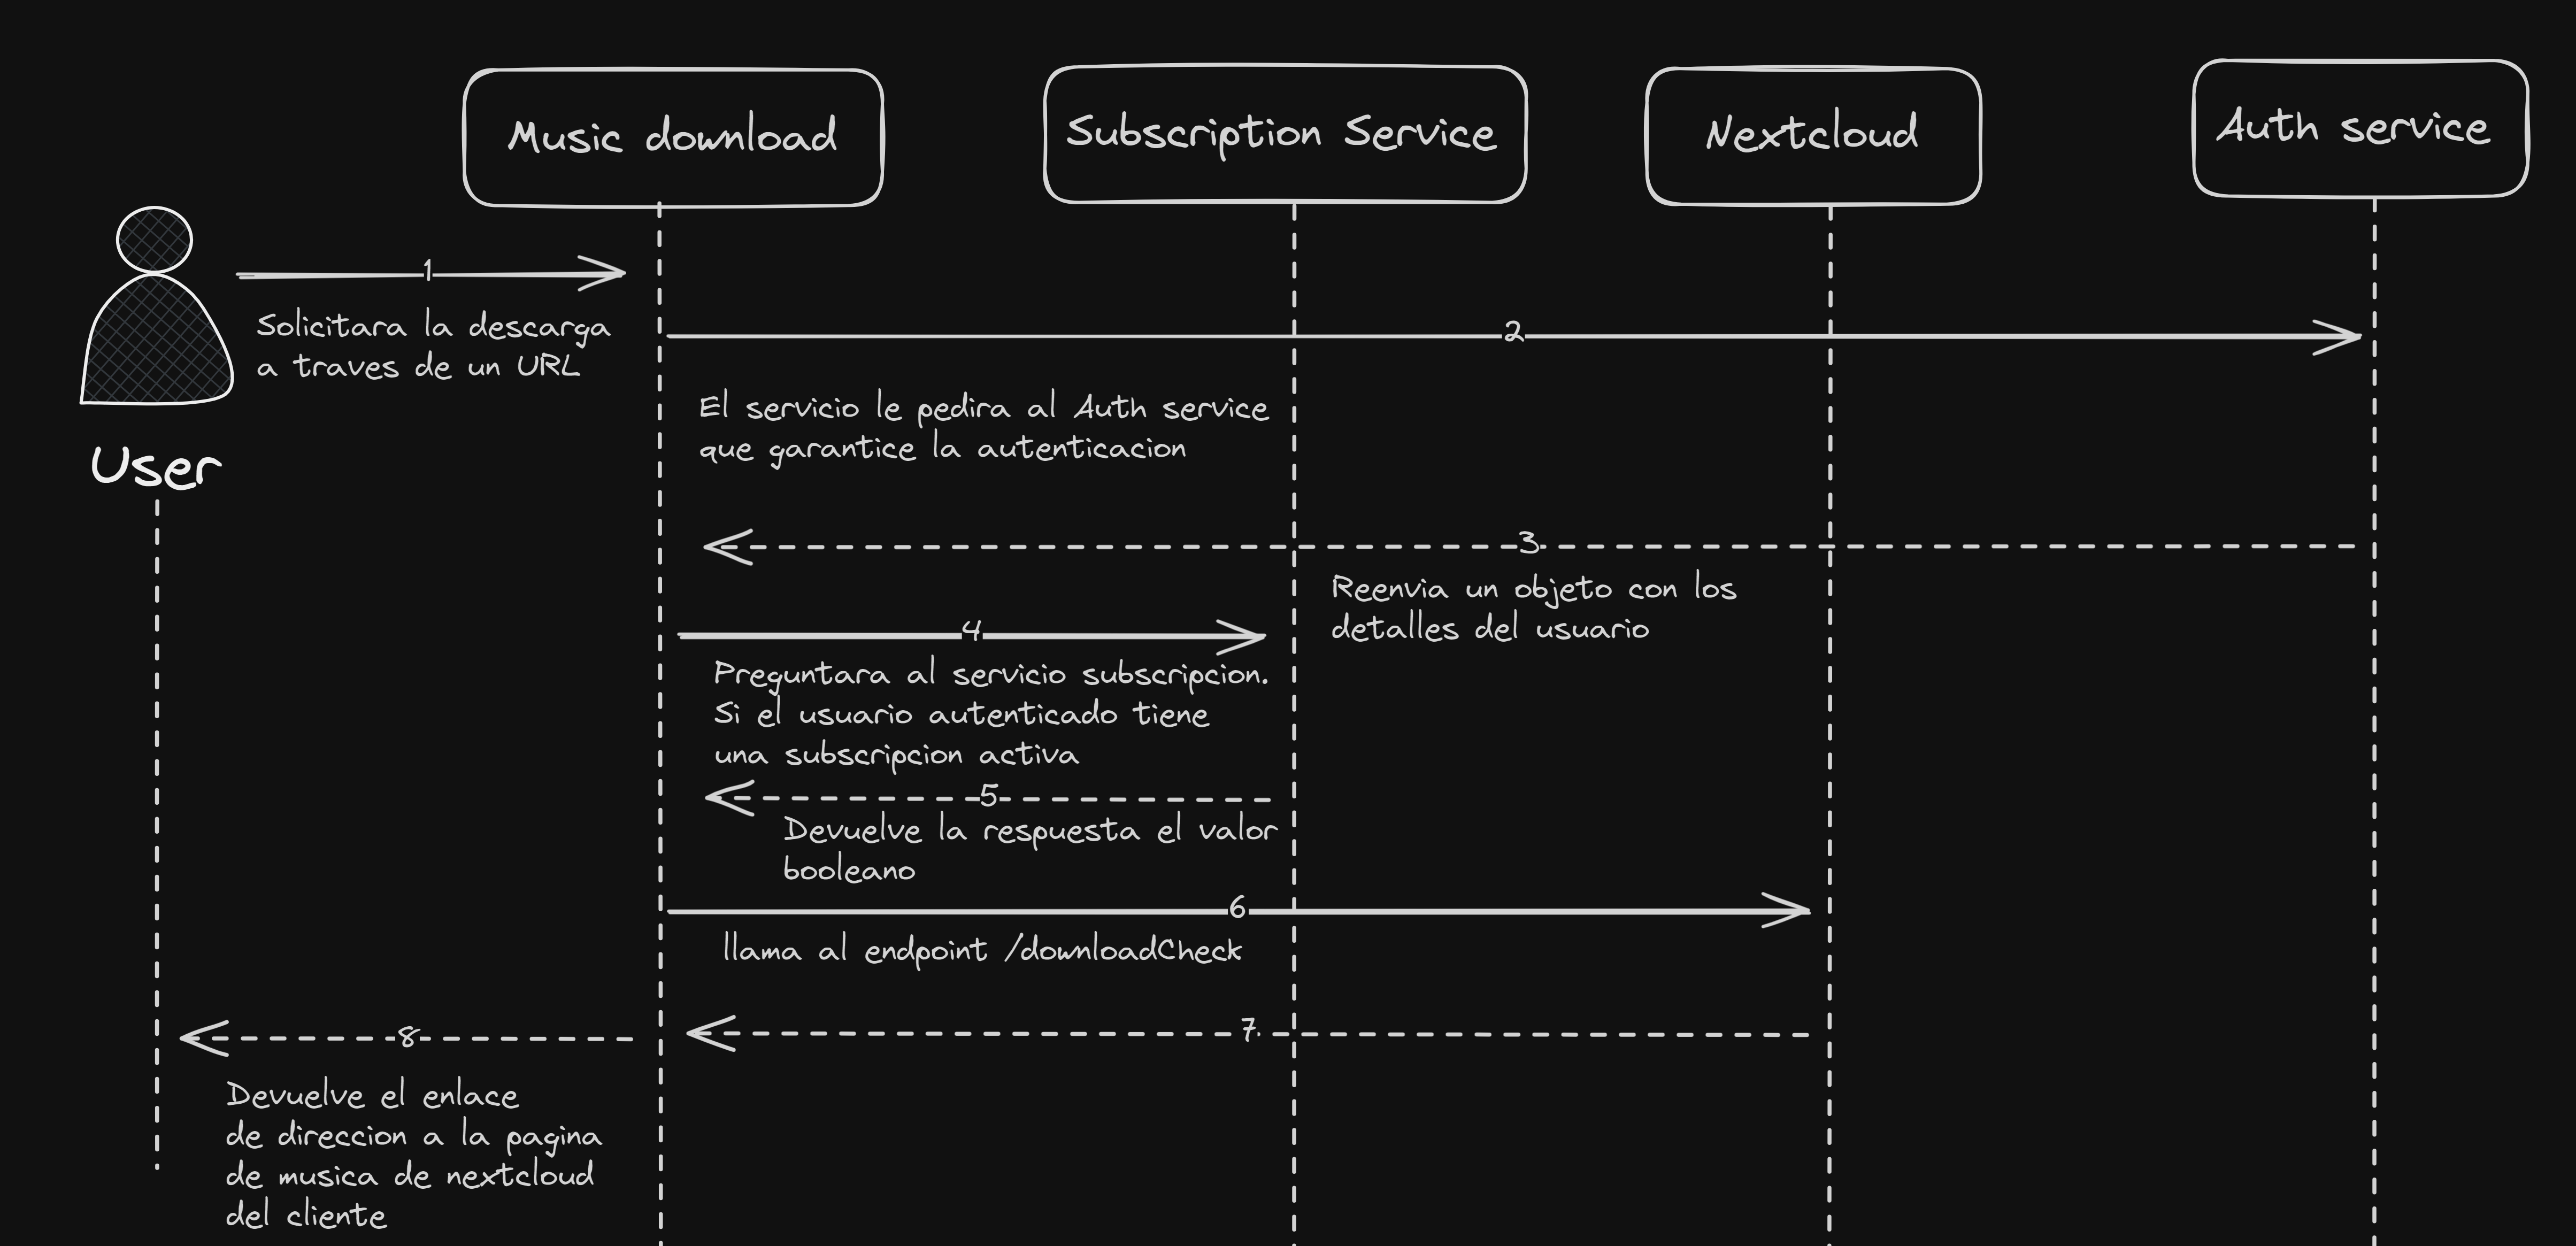 Music download
Subscription Service
Nextcloud
Auth service
User
1
Solicitara la descarga
a traves de un URL
2
El servicio le pedira al Auth service
que garantice la autenticacion
3
Reenvia un objeto con los
detalles del usuario
4
Preguntara al servicio subscripcion.
Si el usuario autenticado tiene
una subscripcion activa
5
Devuelve la respuesta el valor
booleano
6
llama al endpoint /downloadCheck
7
8
Devuelve el enlace
de direccion a la pagina
de musica de nextcloud
del cliente